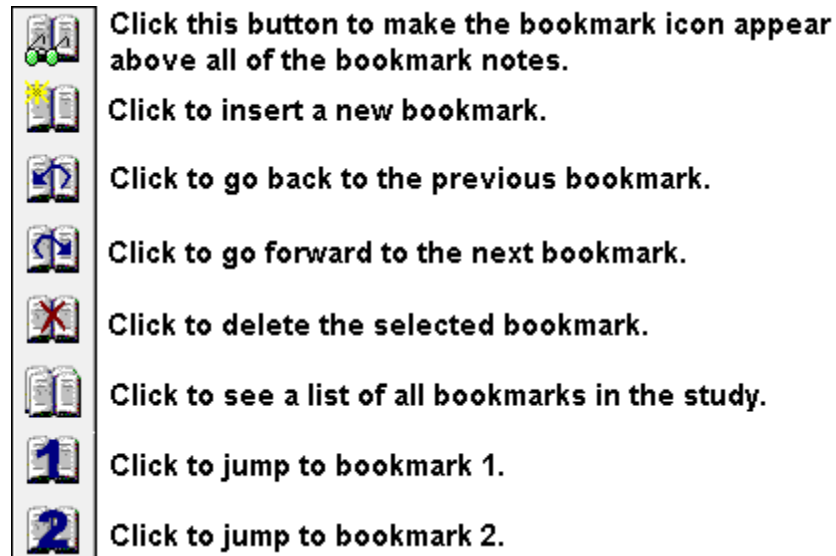 Click this button to make the bookmark icon appear
above all of the bookmark notes.
Click to insert a new bookmark.
Click to go back to the previous bookmark.
Click to go forward to the next bookmark.
Click to delete the selected bookmark.
Click to see a list of all bookmarks in the study.
1 Click to jump to bookmark 1.
2 Click to jump to bookmark 2.